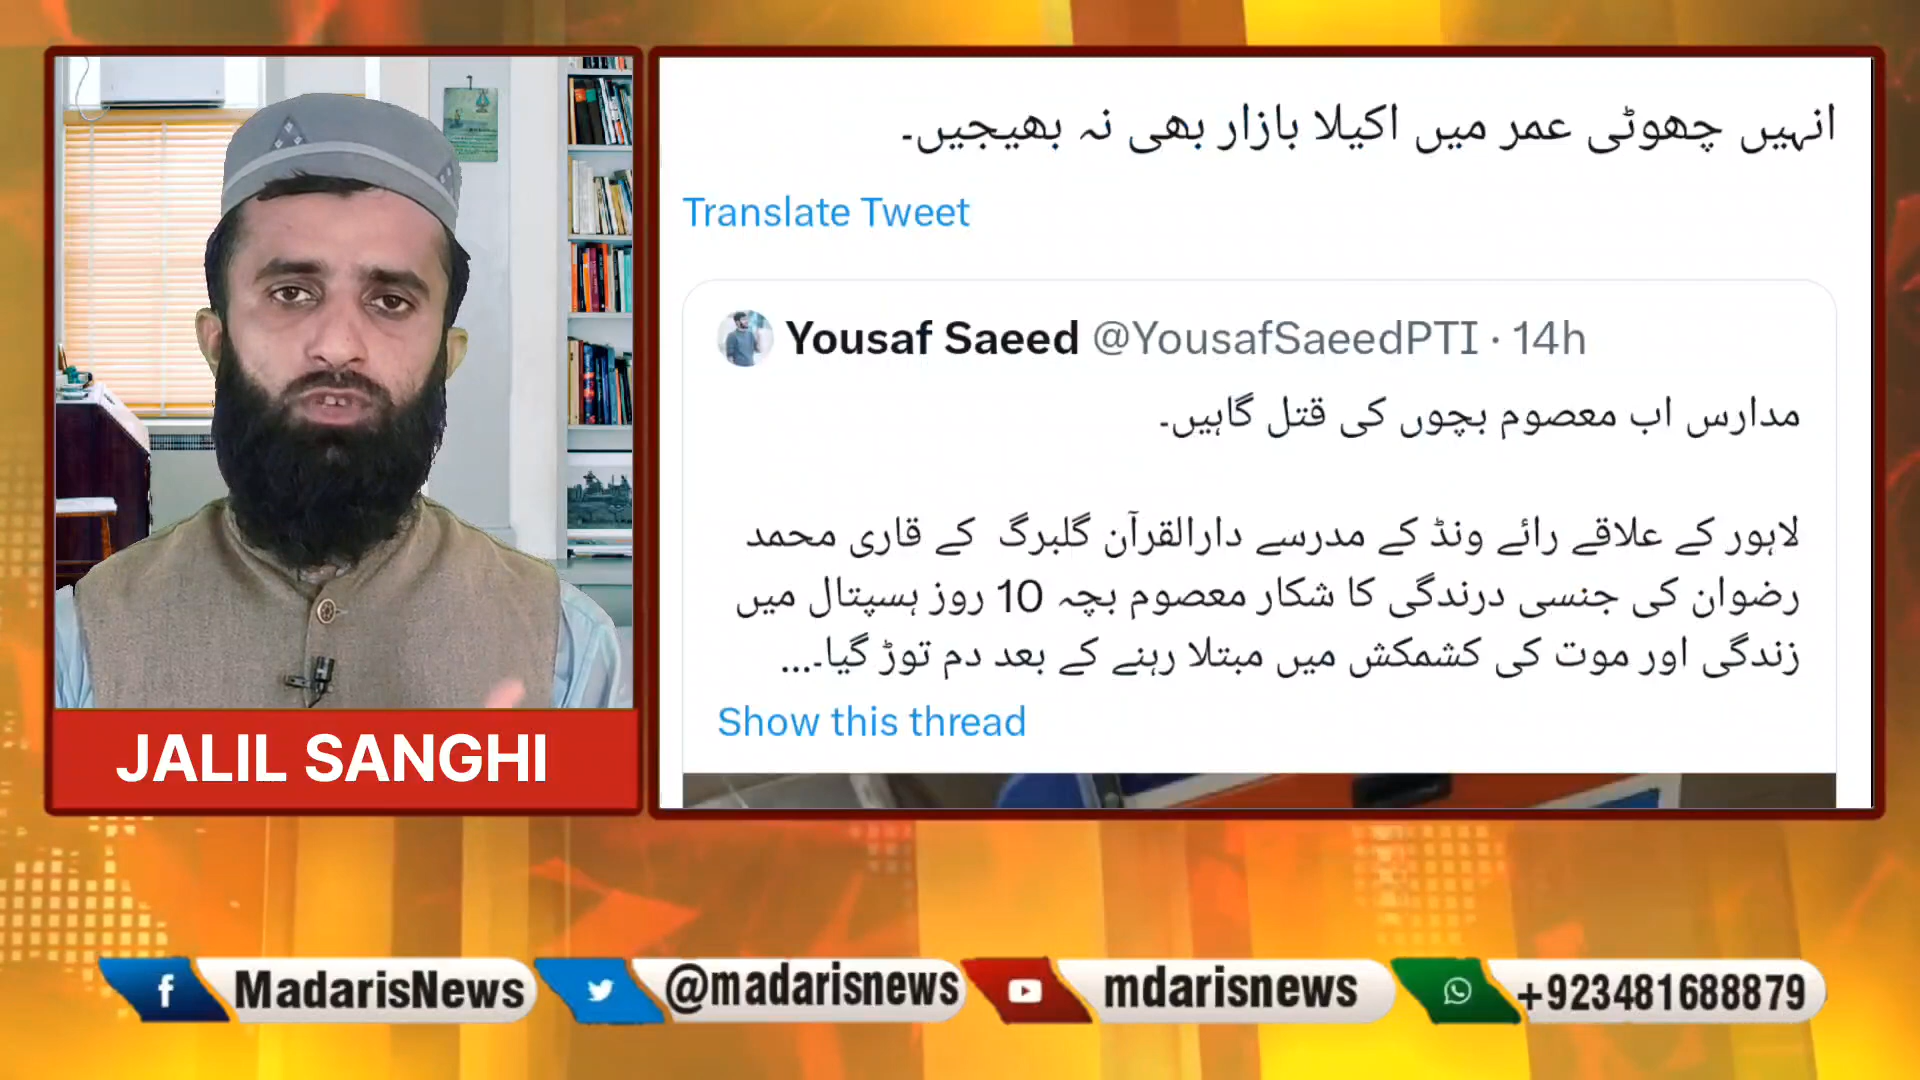 انہیں چھوٹی عمر میں اکیلا بازار بھی نہ بھیجیں۔
Translate Tweet
Yousaf Saeed @YousafSaeedPTI · 14h
مدارس اب معصوم بچوں کی قتل گاہیں۔
لاہور کے علاقے رائے ونڈ کے مدرسے دارالقرآن گلبرگ کے قاری محمد
رضوان کی جنسی درندگی کا شکار معصوم بچہ 10 روز ہسپتال میں
زندگی اور موت کی کشمکش میں مبتلا رہنے کے بعد دم توڑ گیا۔...
Show this thread
JALIL SANGHI
MadarisNews
@madarisnews
mdarisnews
+923481688879